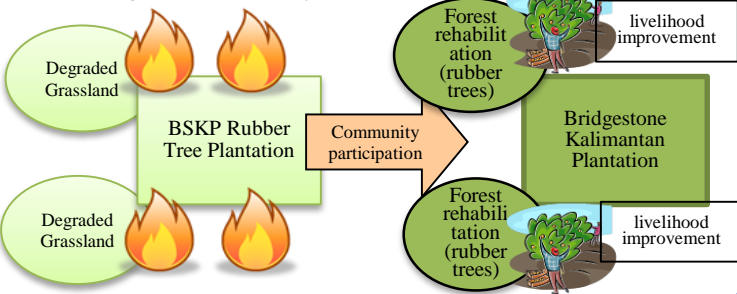 Degraded
Grassland
BSKP Rubber
Tree Plantation
Degraded
Grassland
Community
participation
Forest
rehabilit
ation
(rubber
trees)
livelihood
improvement
Bridgestone
Kalimantan
Plantation
Forest
rehabili
tation
(rubber
trees)
livelihood
improvement